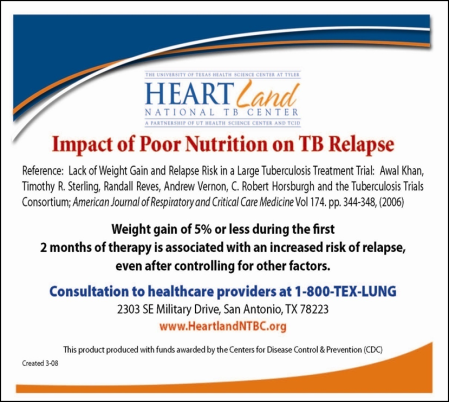 THE UNIVERSITY OF TEXAS HEALTH SCIENCE CENTER AT TYLER
HEARTLand
NATIONAL TB CENTER
A PARTNERSHIP OF UT HEALTH SCIENCE CENTER AND TCID
Impact of Poor Nutrition on TB Relapse
Reference: Lack of Weight Gain and Relapse Risk in a Large Tuberculosis Treatment Trial: Awal Khan,
Timothy R. Sterling, Randall Reves, Andrew Vernon, C. Robert Horsburgh and the Tuberculosis Trials
Consortium; American Journal of Respiratory and Critical Care Medicine Vol 174. pp. 344-348, (2006)
Weight gain of 5% or less during the first
2 months of therapy is associated with an increased risk of relapse,
even after controlling for other factors.
Consultation to healthcare providers at 1-800-TEX-LUNG
2303 SE Military Drive, San Antonio, TX 78223
www.HeartlandNTBC.org
This product produced with funds awarded by the Centers for Disease Control & Prevention (CDC)
Created 3-08